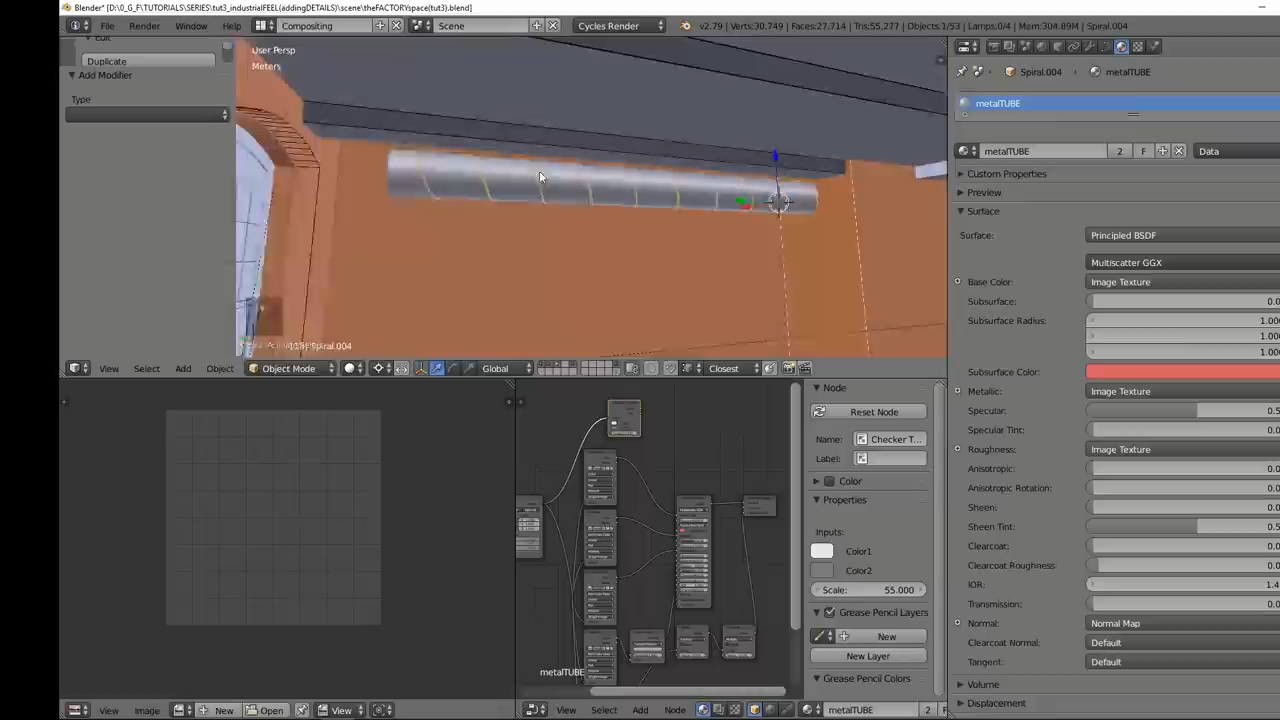 Blender* [D:\0_G_F\TUTORIALS\SERIES\tut3_industrialFEEL(addingDETAILS)\scene\theFACTORYspace(tut3).blend]
File Render Window Help Compositing Scene Cycles Render v2.79 | Verts:30,749 | Faces:27,714 | Tris:55,277 | Objects:1/53 | Lamps:0/4 | Mem:304.89M | Spiral.004
Edit
Duplicate
Add Modifier
Type
User Persp
Meters
Spiral.004
View Select Add Object Object Mode Global Closest
Spiral.004 metalTUBE
metalTUBE
metalTUBE 2 F Data
Custom Properties
Preview
Surface
Surface: Principled BSDF
Multiscatter GGX
Base Color: Image Texture
Subsurface: 0.0
Subsurface Radius: 1.00
1.00
1.00
Subsurface Color:
Metallic: Image Texture
Specular: 0.5
Specular Tint: 0.0
Roughness: Image Texture
Anisotropic: 0.0
Anisotropic Rotation: 0.0
Sheen: 0.0
Sheen Tint: 0.5
Clearcoat: 0.0
Clearcoat Roughness: 0.0
IOR: 1.4
Transmission: 0.0
Normal: Normal Map
Clearcoat Normal: Default
Tangent: Default
Volume
Displacement
Node
Reset Node
Name: Checker T...
Label:
Color
Properties
Inputs:
Color1
Color2
Scale: 55.000
Grease Pencil Layers
New
New Layer
Grease Pencil Colors
metalTUBE
View Image New Open View
View Select Add Node metalTUBE 2 F